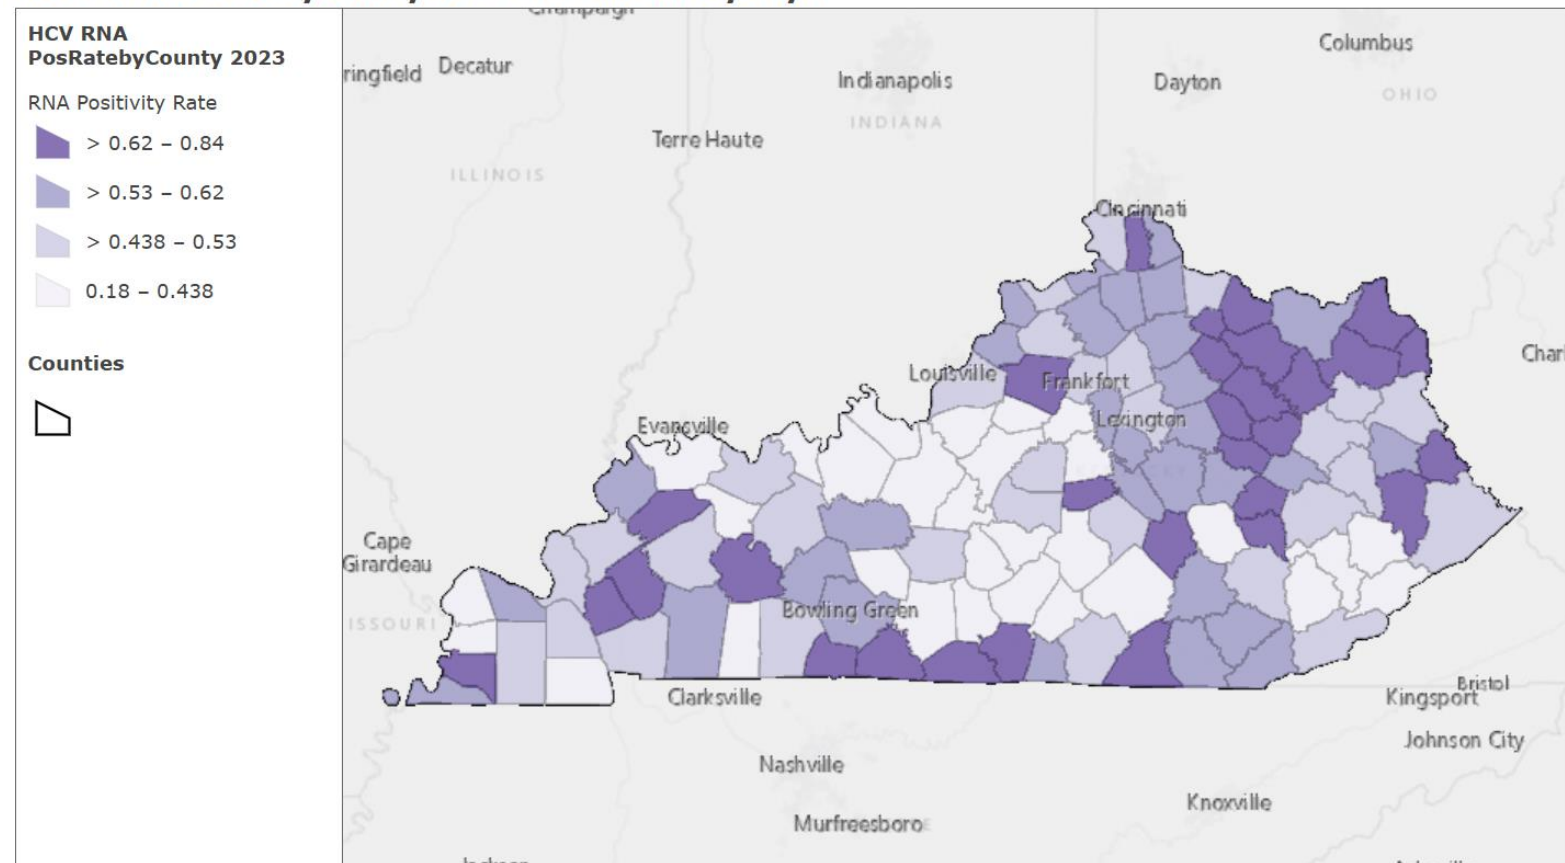 HCV RNA
PosRatebyCounty 2023
RNA Positivity Rate
> 0.62 – 0.84
> 0.53 – 0.62
> 0.438 – 0.53
0.18 – 0.438
Counties
Champaign
Columbus
ringfield
Decatur
Indianapolis
Dayton
OHIO
INDIANA
Terre Haute
ILLINOIS
Cincinnati
Char
Louisville
Frankfort
Lexington
Evansville
Cape
Girardeau
ISSOURI
Bowling Green
Clarksville
Bristol
Kingsport
Johnson City
Nashville
Knoxville
Murfreesboro